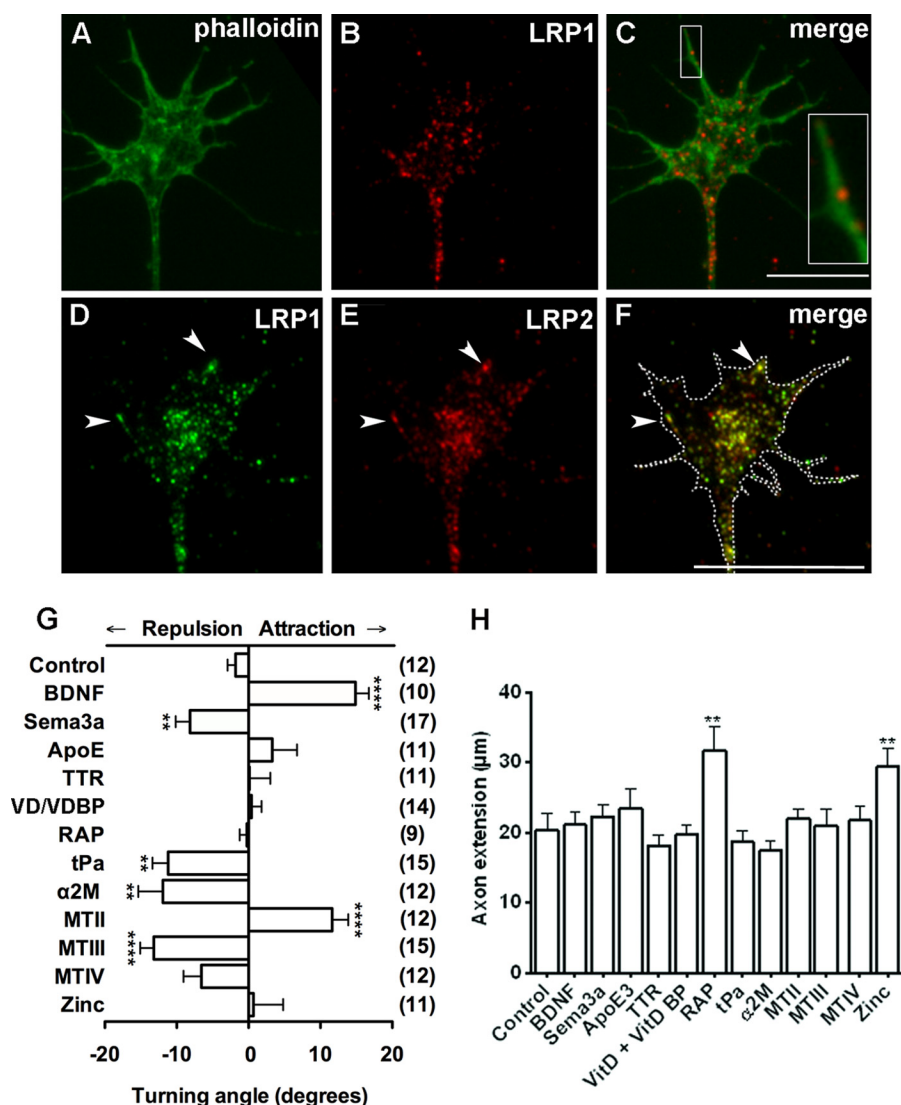 A phalloidin
B LRP1
C merge
D LRP1
E LRP2
F merge
G
← Repulsion Attraction →
-20 0 20
Control (12)
BDNF **** (10)
Sema3a ** (17)
ApoE (11)
TTR (11)
VD/VDBP (14)
RAP (9)
tPa ** (15)
α2M ** (12)
MTII **** (12)
MTIII **** (15)
MTIV (12)
Zinc (11)
-20 -10 0 10 20
Turning angle (degrees)
H
Axon extension (µm)
40
30
20
10
0
** **
Control BDNF Sema3a ApoE3 TTR VitD + VitD BP RAP tPa α2M MTII MTIII MTIV Zinc